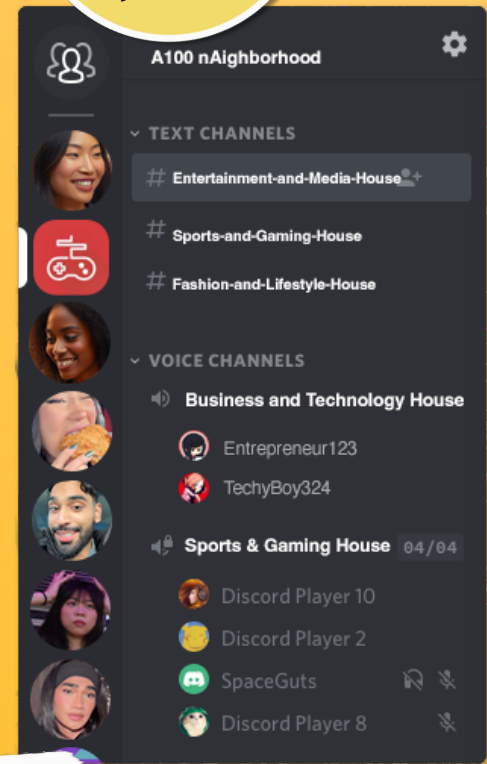 A100 nAighborhood
TEXT CHANNELS
# Entertainment-and-Media-House
# Sports-and-Gaming-House
# Fashion-and-Lifestyle-House
VOICE CHANNELS
Business and Technology House
Entrepreneur123
TechyBoy324
Sports & Gaming House 04/04
Discord Player 10
Discord Player 2
SpaceGuts
Discord Player 8